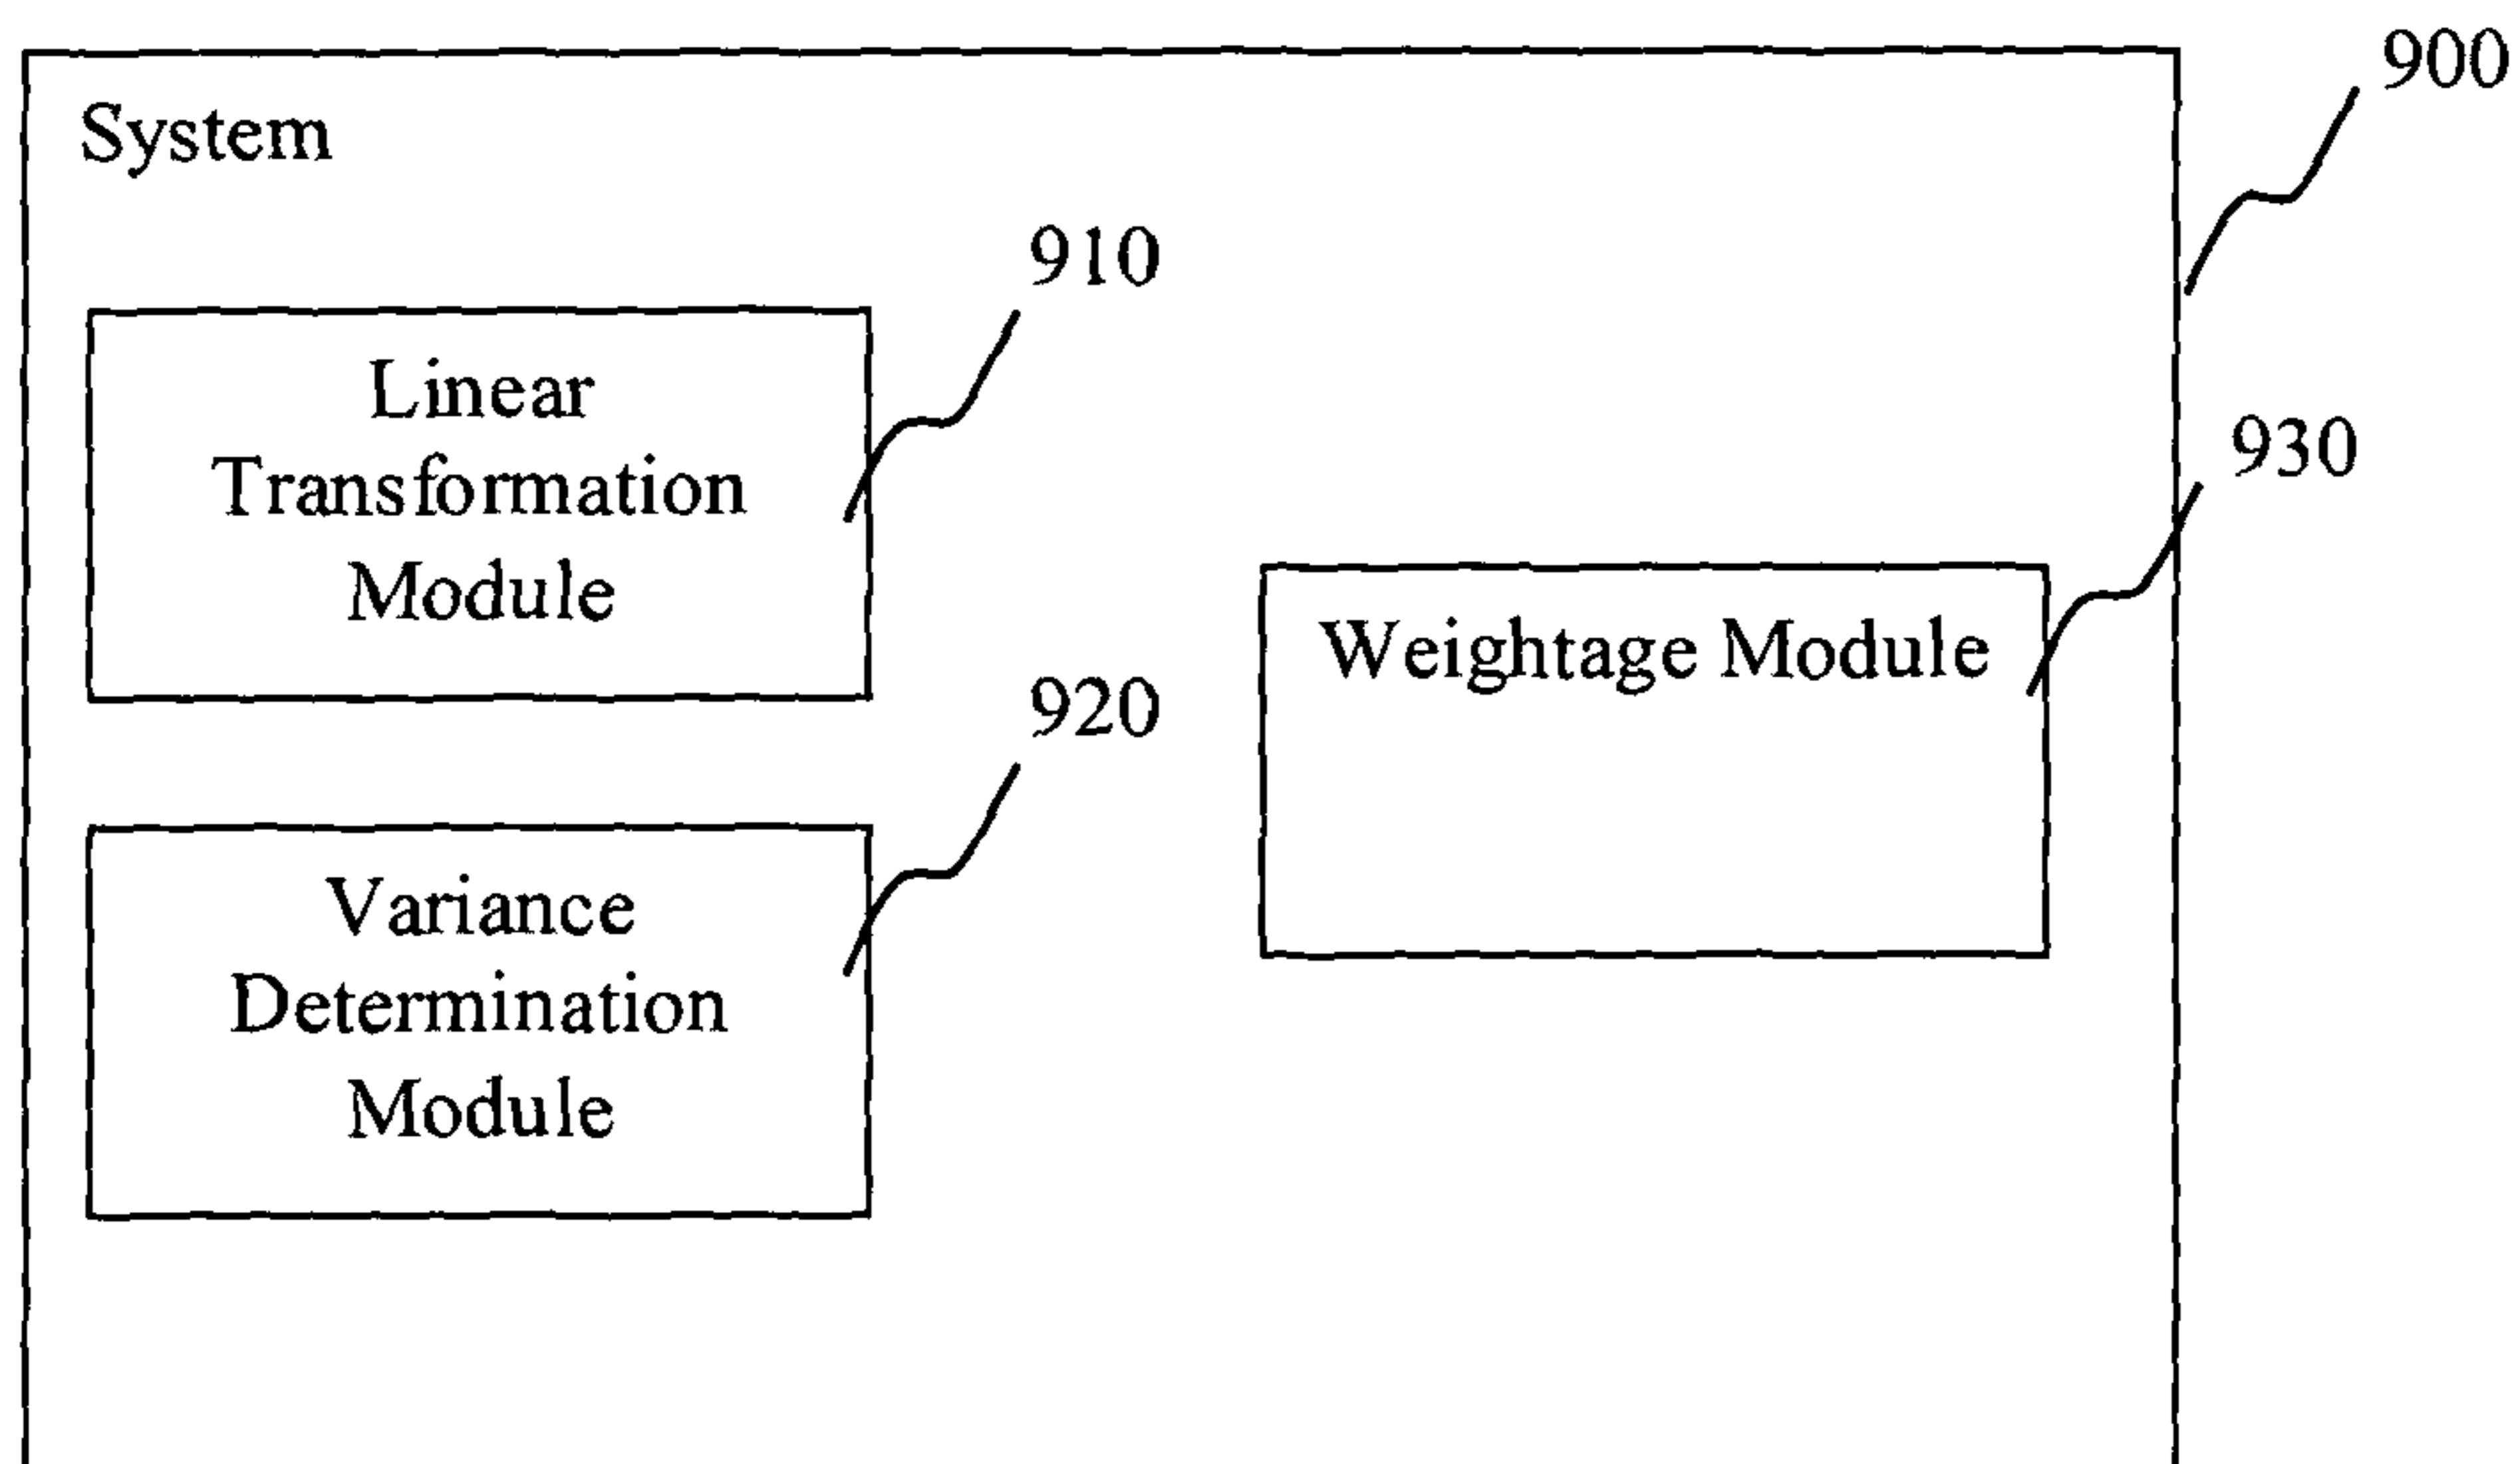 900
System
910
Linear
Transformation
Module
930
Weightage Module
920
Variance
Determination
Module